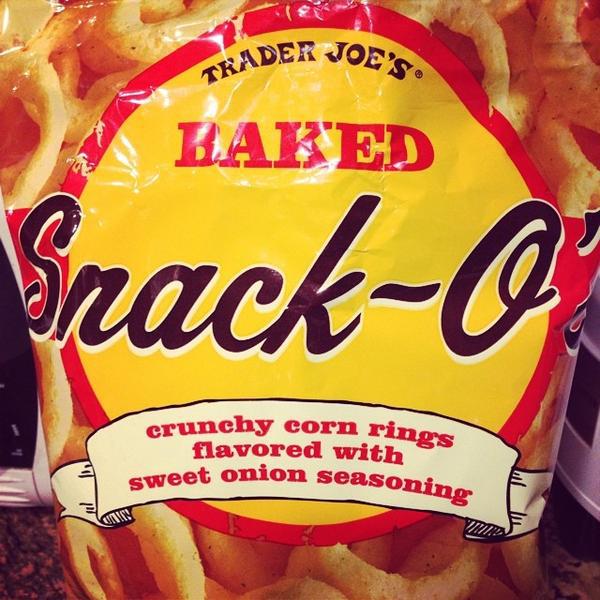 TRADER JOE'S®
BAKED
Snack-O's
crunchy corn rings
flavored with
sweet onion seasoning